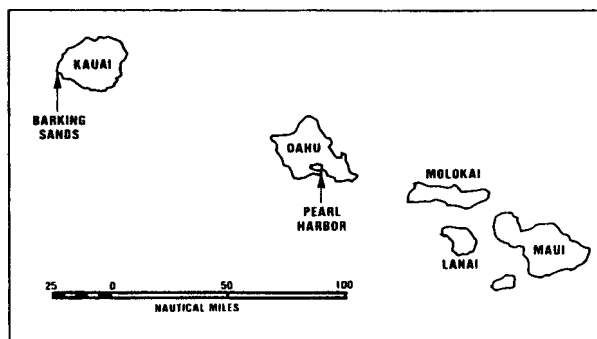 KAUAI
BARKING
SANDS
OAHU
PEARL
HARBOR
MOLOKAI
LANAI
MAUI
25 0 50 100
NAUTICAL MILES